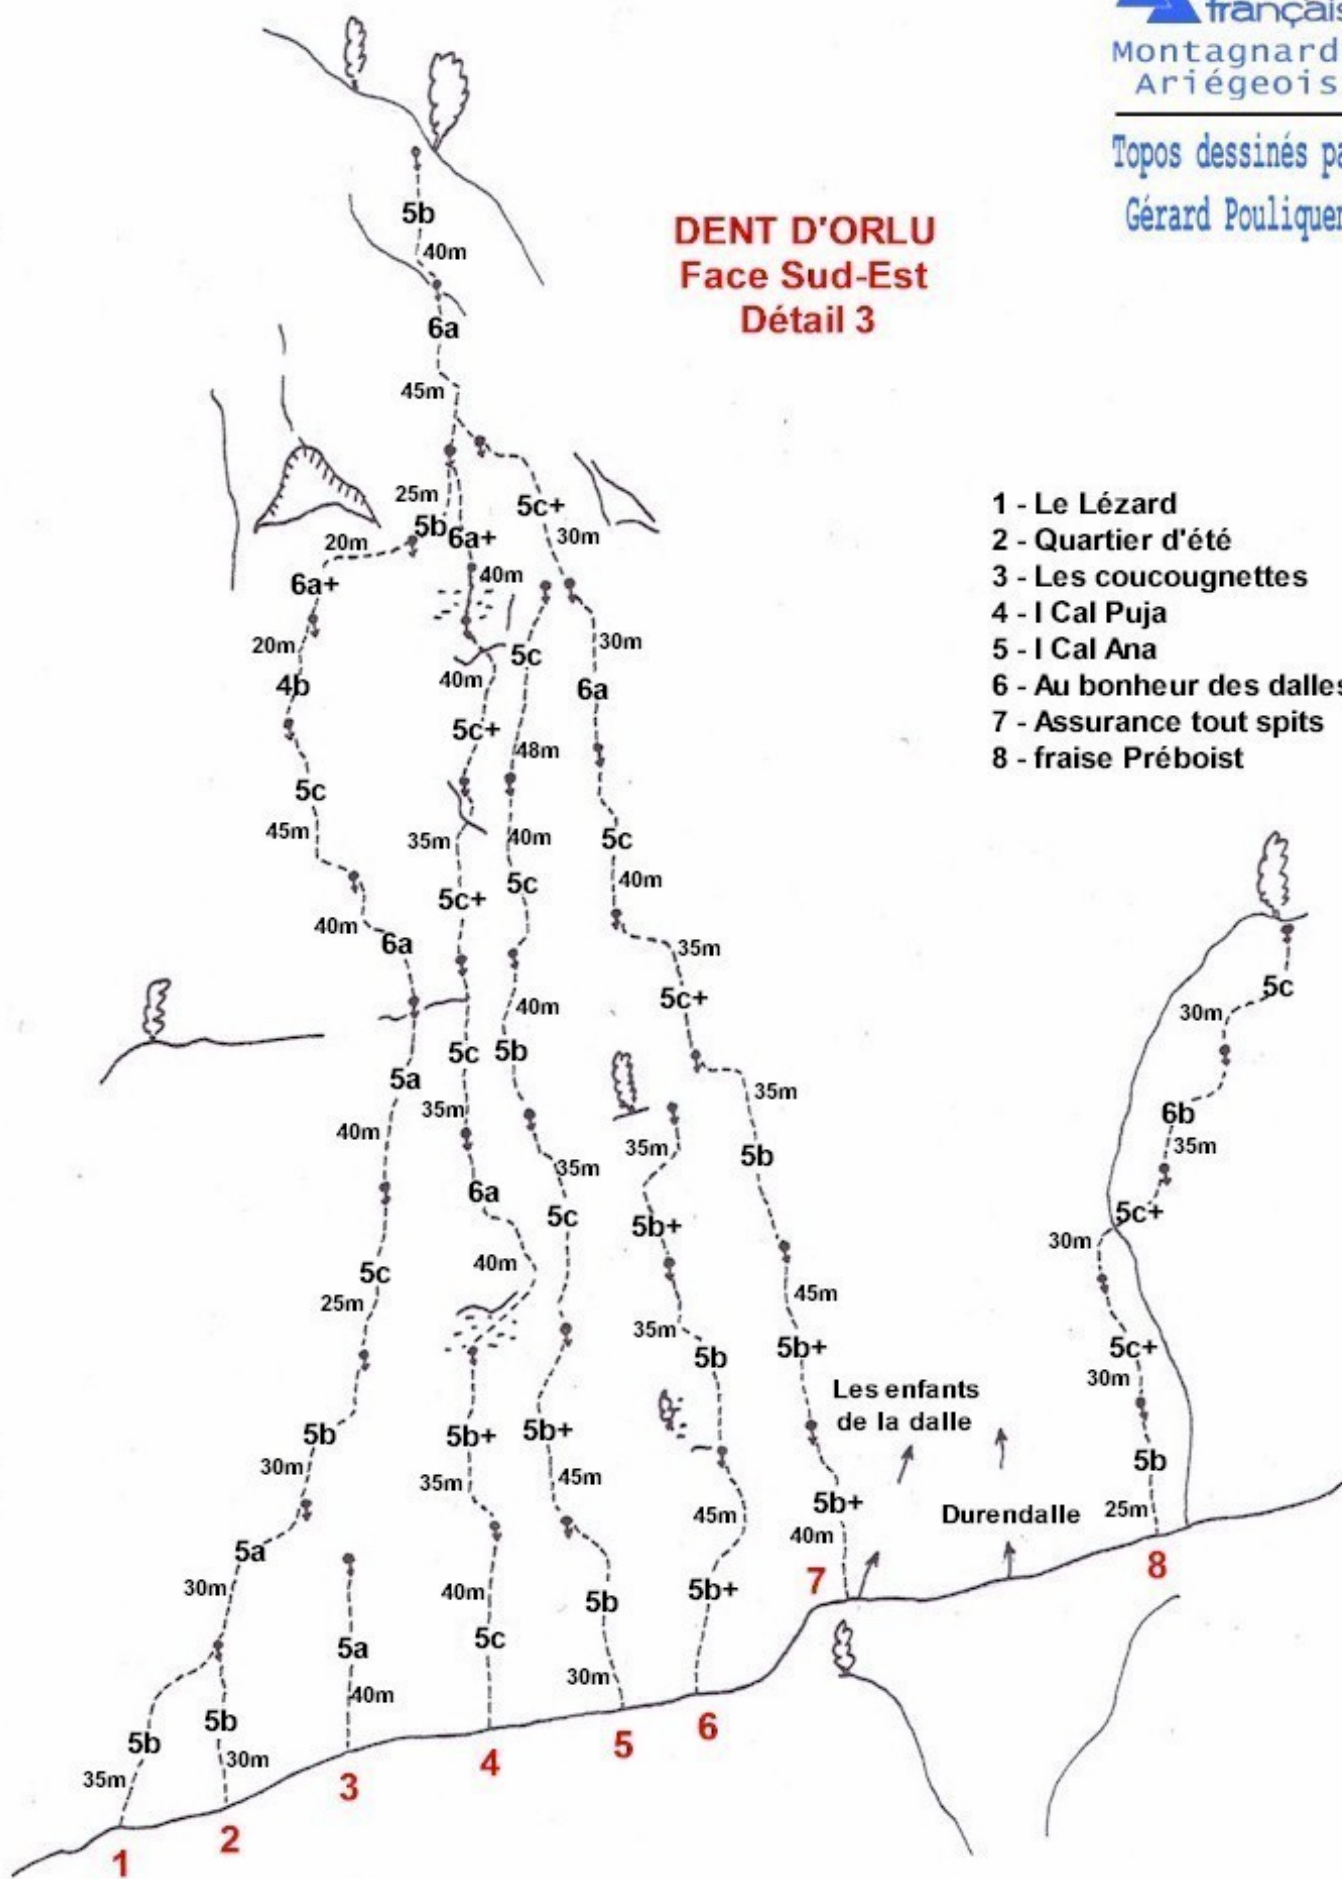 français
Montagnard
Ariégeois
Topos dessinés pa
Gérard Pouliquen
DENT D'ORLU
Face Sud-Est
Détail 3
1 - Le Lézard
2 - Quartier d'été
3 - Les coucougnettes
4 - I Cal Puja
5 - I Cal Ana
6 - Au bonheur des dalles
7 - Assurance tout spits
8 - fraise Préboist
5b
40m
6a
45m
25m
5b
6a+
5c+
30m
20m
6a+
40m
20m
4b
40m
5c
30m
6a
5c+
48m
5c
45m
35m
40m
5c
40m
5c+
5c
40m
6a
35m
5c+
5c
30m
40m
5c
5b
5a
35m
40m
35m
6b
35m
35m
5b
35m
6a
5c
5b+
5c+
30m
40m
5c
25m
45m
35m
5b
5b+
5c+
30m
Les enfants
de la dalle
5b
30m
5b+
35m
5b+
45m
5b
25m
45m
5b+
40m
Durendalle
5a
30m
40m
5c
5b
30m
5b+
7
8
5a
40m
5b
35m
5b
30m
1
2
3
4
5
6